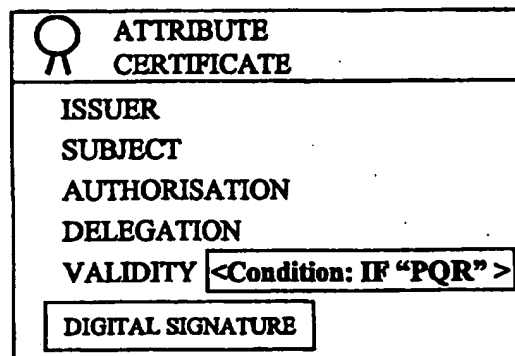 ATTRIBUTE
CERTIFICATE
ISSUER
SUBJECT
AUTHORISATION
DELEGATION
VALIDITY <Condition: IF “PQR” >
DIGITAL SIGNATURE